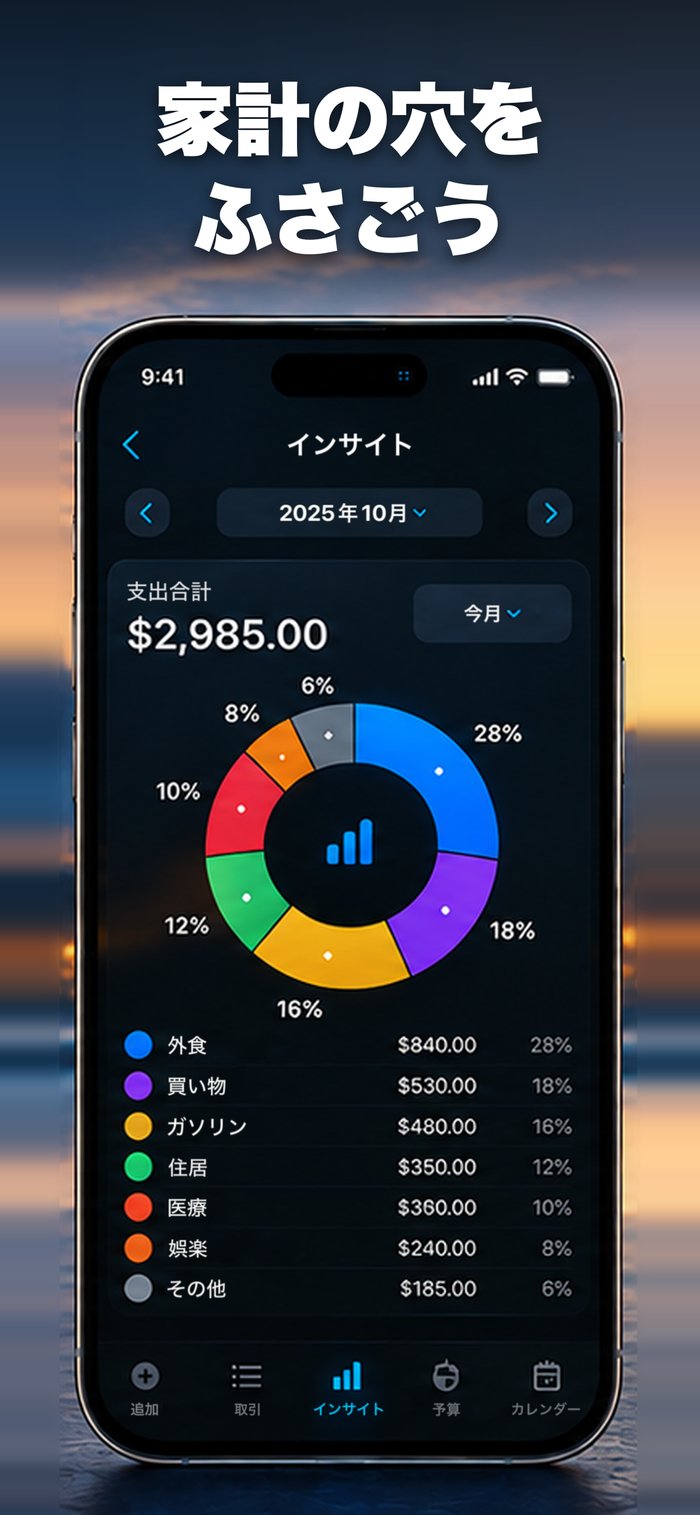 家計の穴を
ふさごう
9:41
インサイト
2025年10月
支出合計
$2,985.00
今月
6%
8%
28%
10%
12%
18%
16%
外食 $840.00 28%
買い物 $530.00 18%
ガソリン $480.00 16%
住居 $350.00 12%
医療 $360.00 10%
娯楽 $240.00 8%
その他 $185.00 6%
追加 取引 インサイト 予算 カレンダー